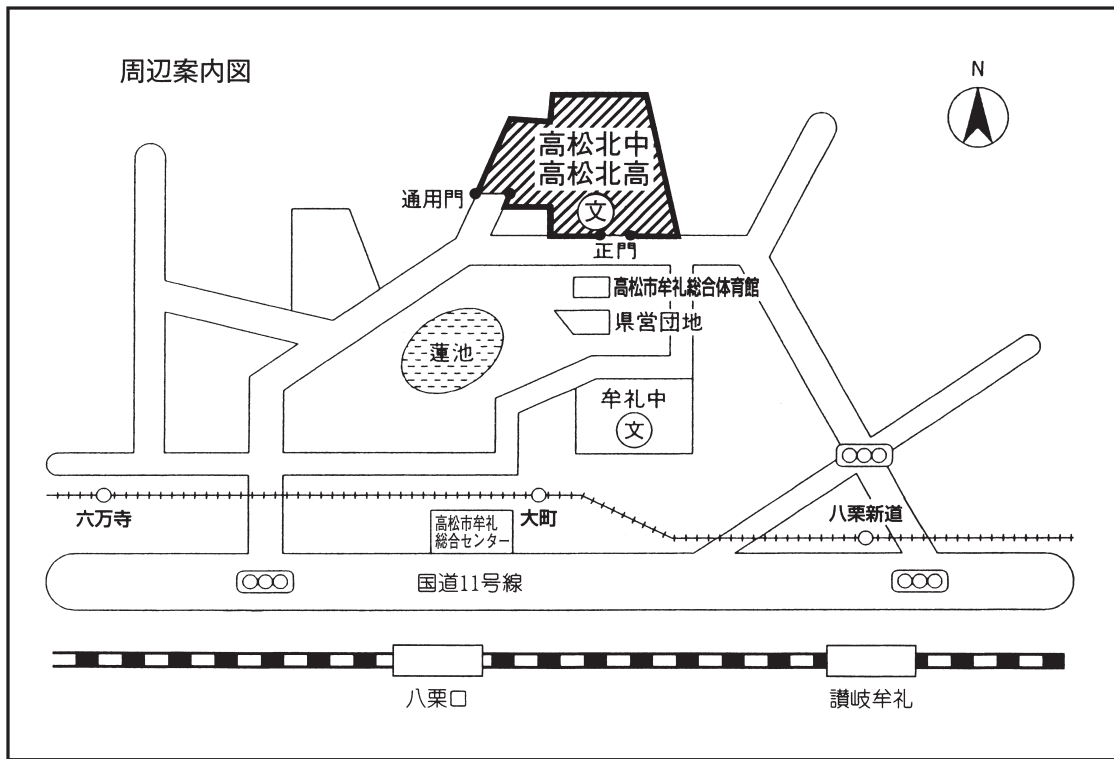 周辺案内図
N
高松北中
高松北高
文
通用門
正門
高松市牟礼総合体育館
県営団地
蓮池
牟礼中
文
六万寺
大町
八栗新道
高松市牟礼
総合センター
国道11号線
八栗口
讃岐牟礼